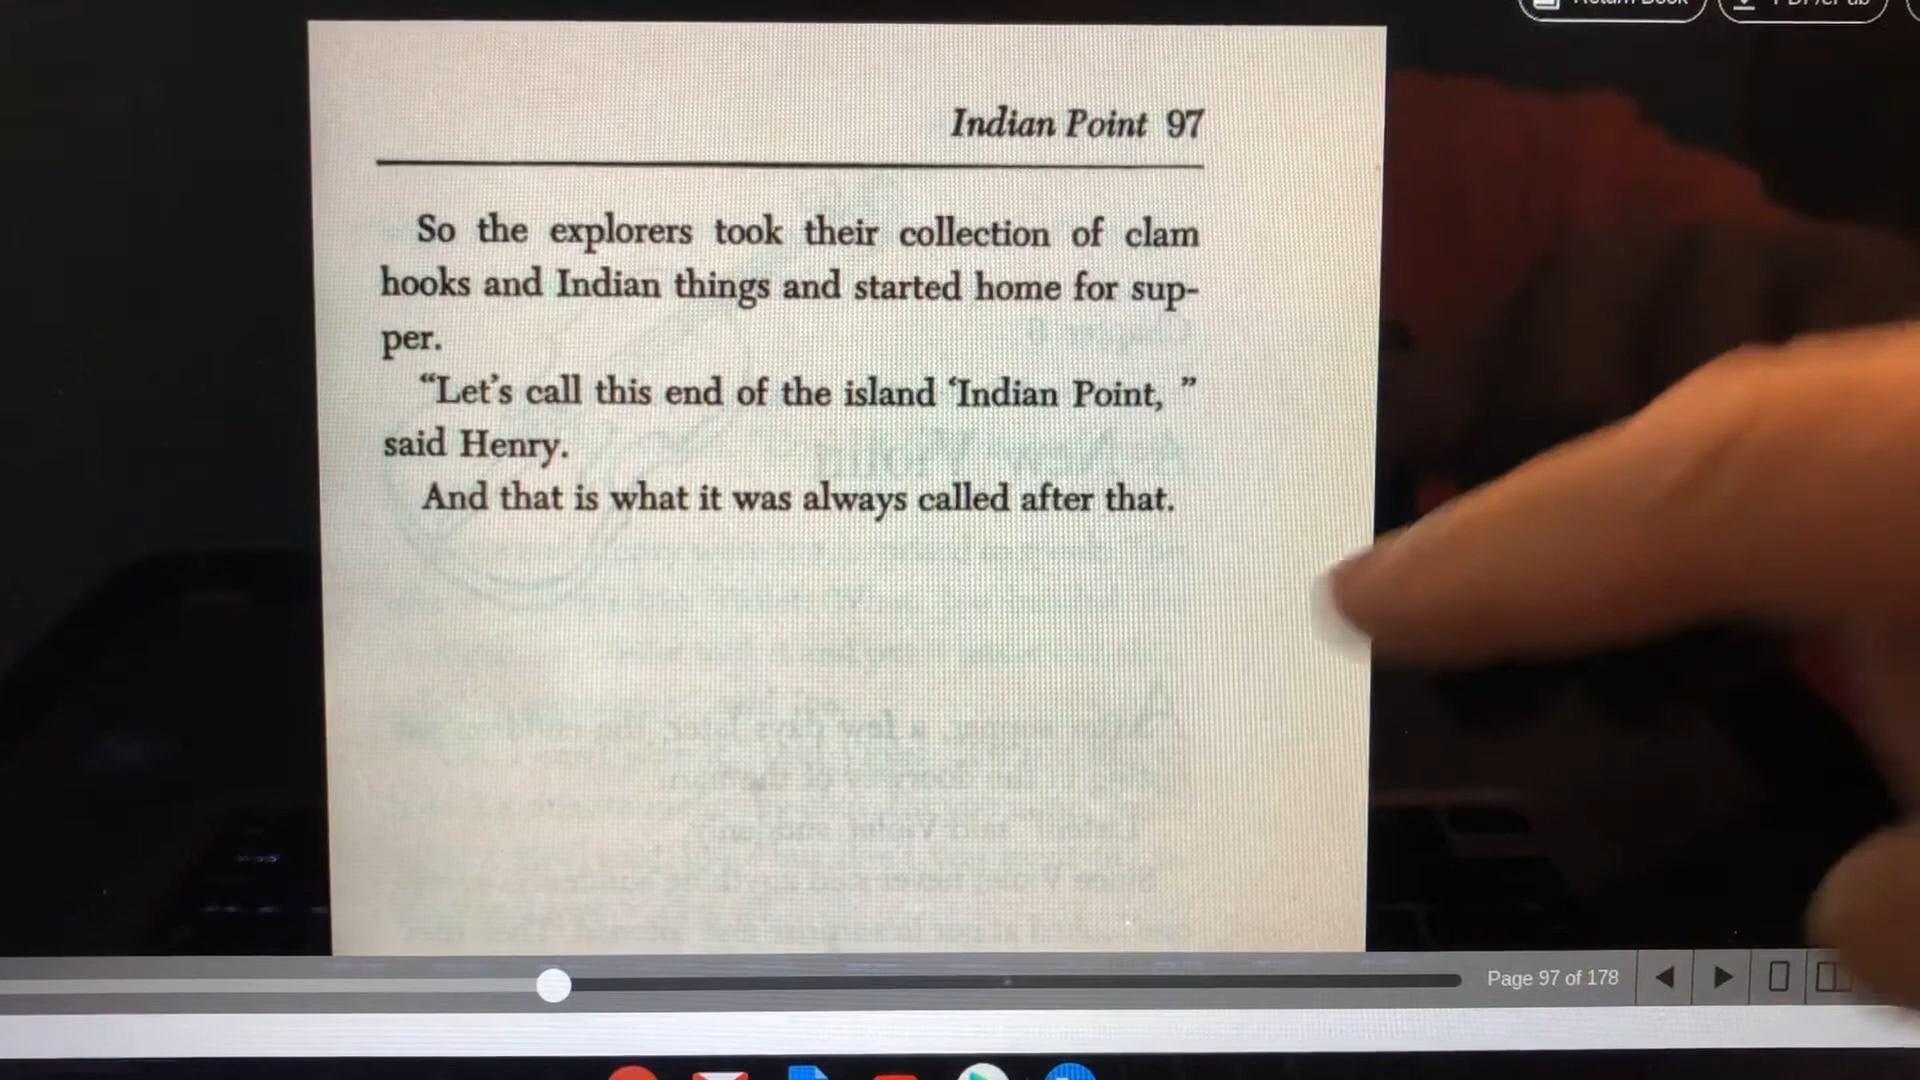 Indian Point 97
So the explorers took their collection of clam
hooks and Indian things and started home for sup-
per.
“Let’s call this end of the island ‘Indian Point, ”
said Henry.
And that is what it was always called after that.
Page 97 of 178